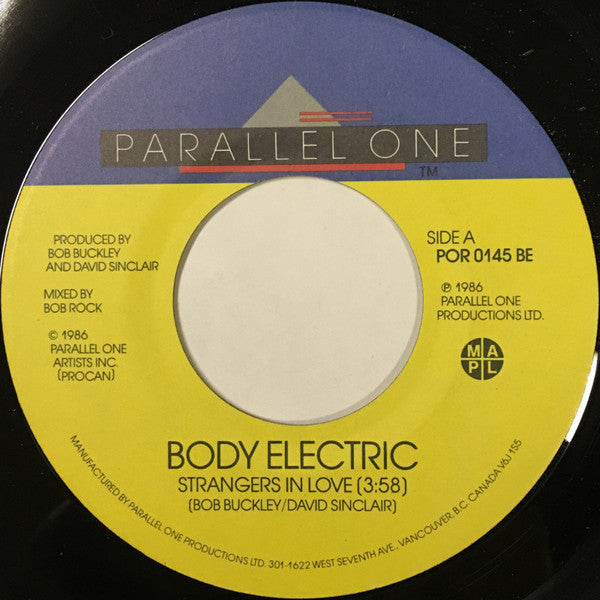 PARALLEL ONE
TM
PRODUCED BY
BOB BUCKLEY
AND DAVID SINCLAIR
MIXED BY
BOB ROCK
© 1986
PARALLEL ONE
ARTISTS INC.
(PROCAN)
SIDE A
POR 0145 BE
℗ 1986
PARALLEL ONE
PRODUCTIONS LTD.
M A
P L
BODY ELECTRIC
STRANGERS IN LOVE (3:58)
(BOB BUCKLEY/DAVID SINCLAIR)
MANUFACTURED BY PARALLEL ONE PRODUCTIONS LTD. 301-1622 WEST SEVENTH AVE., VANCOUVER, B.C. CANADA V6J 1S5